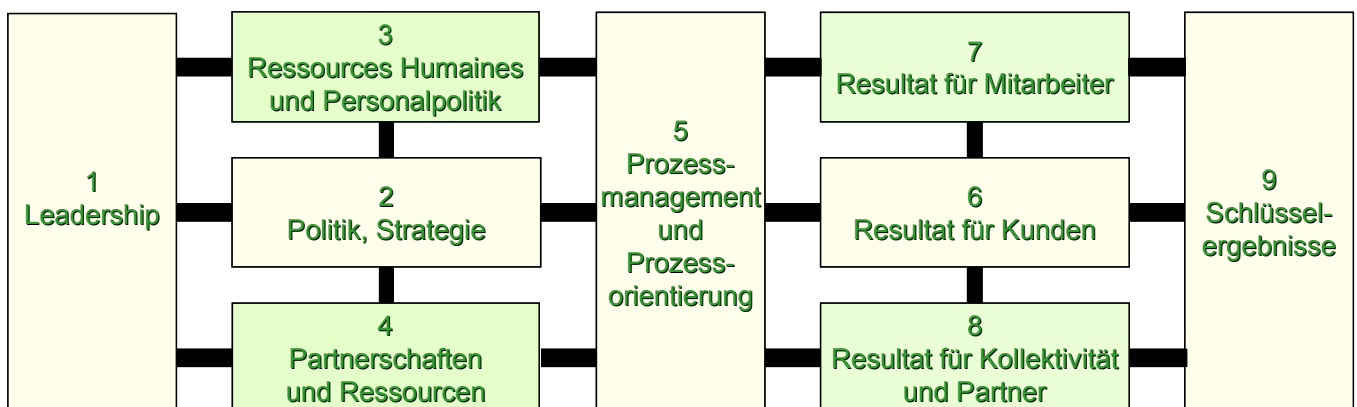 1
Leadership
3
Ressources Humaines
und Personalpolitik
2
Politik, Strategie
4
Partnerschaften
und Ressourcen
5
Prozess-
management
und
Prozess-
orientierung
7
Resultat für Mitarbeiter
6
Resultat für Kunden
8
Resultat für Kollektivität
und Partner
9
Schlüssel-
ergebnisse